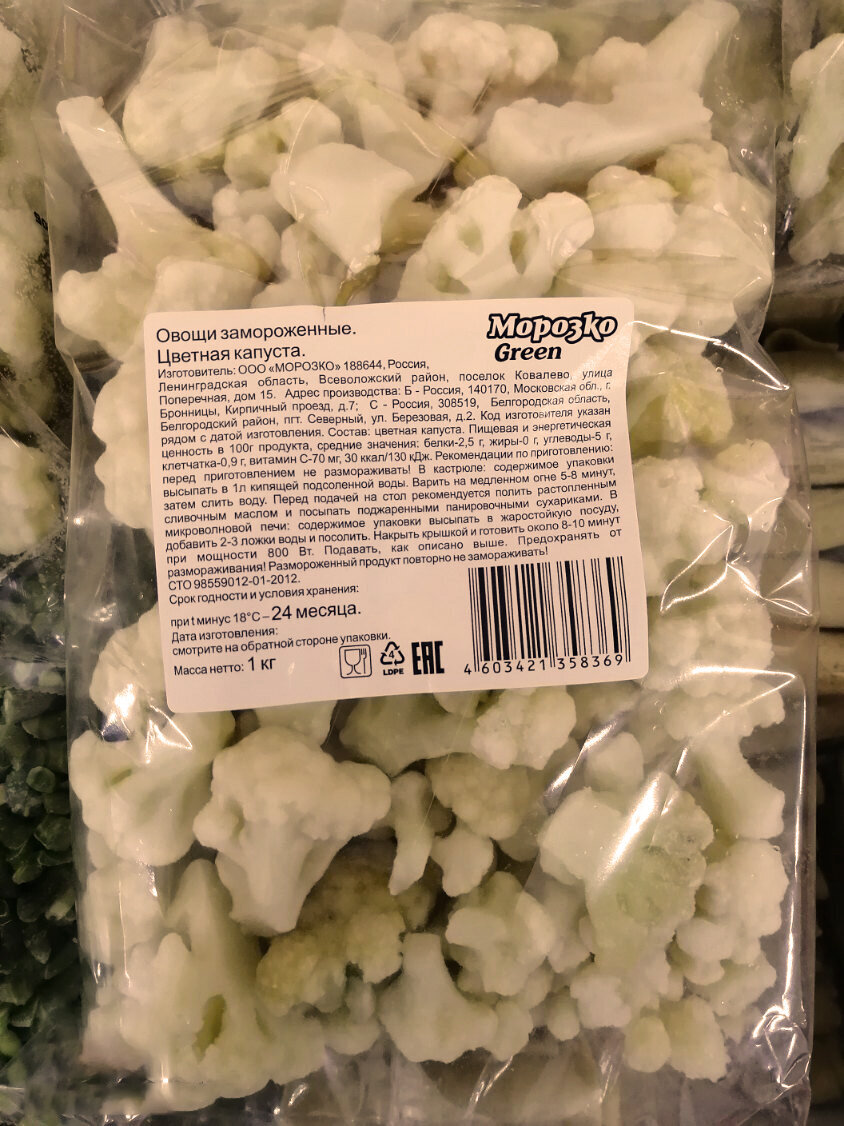 Овощи замороженные.
Цветная капуста.
Морозko
Green
Изготовитель: ООО «МОРОЗКО» 188644, Россия,
Ленинградская область, Всеволожский район, поселок Ковалево, улица
Поперечная, дом 15. Адрес производства: Б - Россия, 140170, Московская обл., г.
Бронницы, Кирпичный проезд, д.7; С - Россия, 308519, Белгородская область,
Белгородский район, пгт. Северный, ул. Березовая, д.2. Код изготовителя указан
рядом с датой изготовления. Состав: цветная капуста. Пищевая и энергетическая
ценность в 100г продукта, средние значения: белки-2,5 г, жиры-0 г, углеводы-5 г,
клетчатка-0,9 г, витамин С-70 мг, 30 ккал/130 кДж. Рекомендации по приготовлению:
перед приготовлением не размораживать! В кастрюле: содержимое упаковки
высыпать в 1л кипящей подсоленной воды. Варить на медленном огне 5-8 минут,
затем слить воду. Перед подачей на стол рекомендуется полить растопленным
сливочным маслом и посыпать поджаренными панировочными сухариками. В
микроволновой печи: содержимое упаковки высыпать в жаростойкую посуду,
добавить 2-3 ложки воды и посолить. Накрыть крышкой и готовить около 8-10 минут
при мощности 800 Вт. Подавать, как описано выше. Предохранять от
размораживания! Размороженный продукт повторно не замораживать!
СТО 98559012-01-2012.
Срок годности и условия хранения:
при t минус 18°С – 24 месяца.
Дата изготовления:
смотрите на обратной стороне упаковки.
Масса нетто: 1 кг
4
LDPE
EAC
4 603421 358369